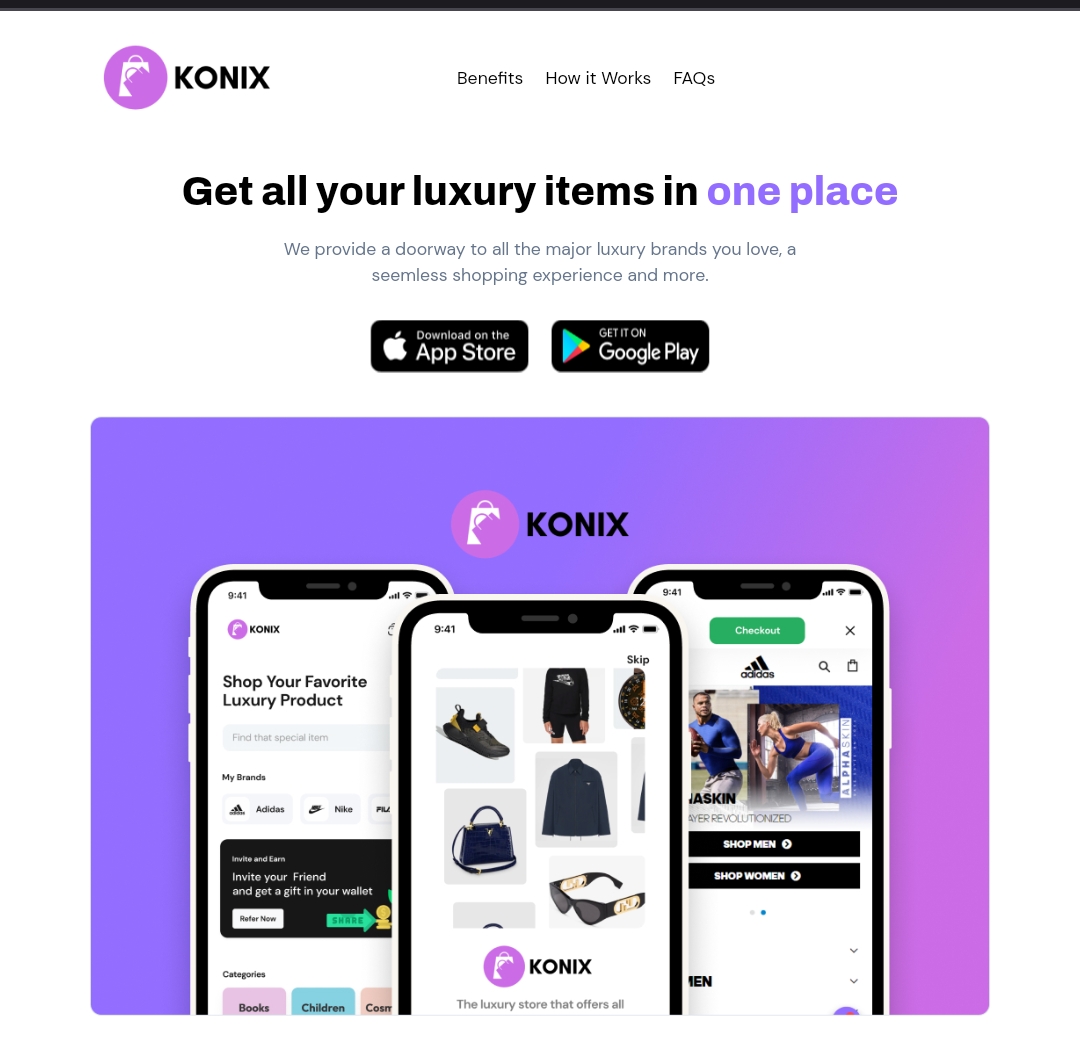 KONIX
Benefits How it Works FAQs
Get all your luxury items in one place
We provide a doorway to all the major luxury brands you love, a
seemless shopping experience and more.
Download on the
App Store
GET IT ON
Google Play
KONIX
9:41
KONIX
Shop Your Favorite
Luxury Product
Find that special item
My Brands
Adidas Nike FILA
Invite and Earn
Invite your Friend
and get a gift in your wallet
Refer Now
SHARE
Categories
Books Children Cosm
9:41
Skip
KONIX
The luxury store that offers all
9:41
Checkout
adidas
ALPHASKIN
HASKIN
AYER REVOLUTIONIZED
SHOP MEN
SHOP WOMEN
MEN